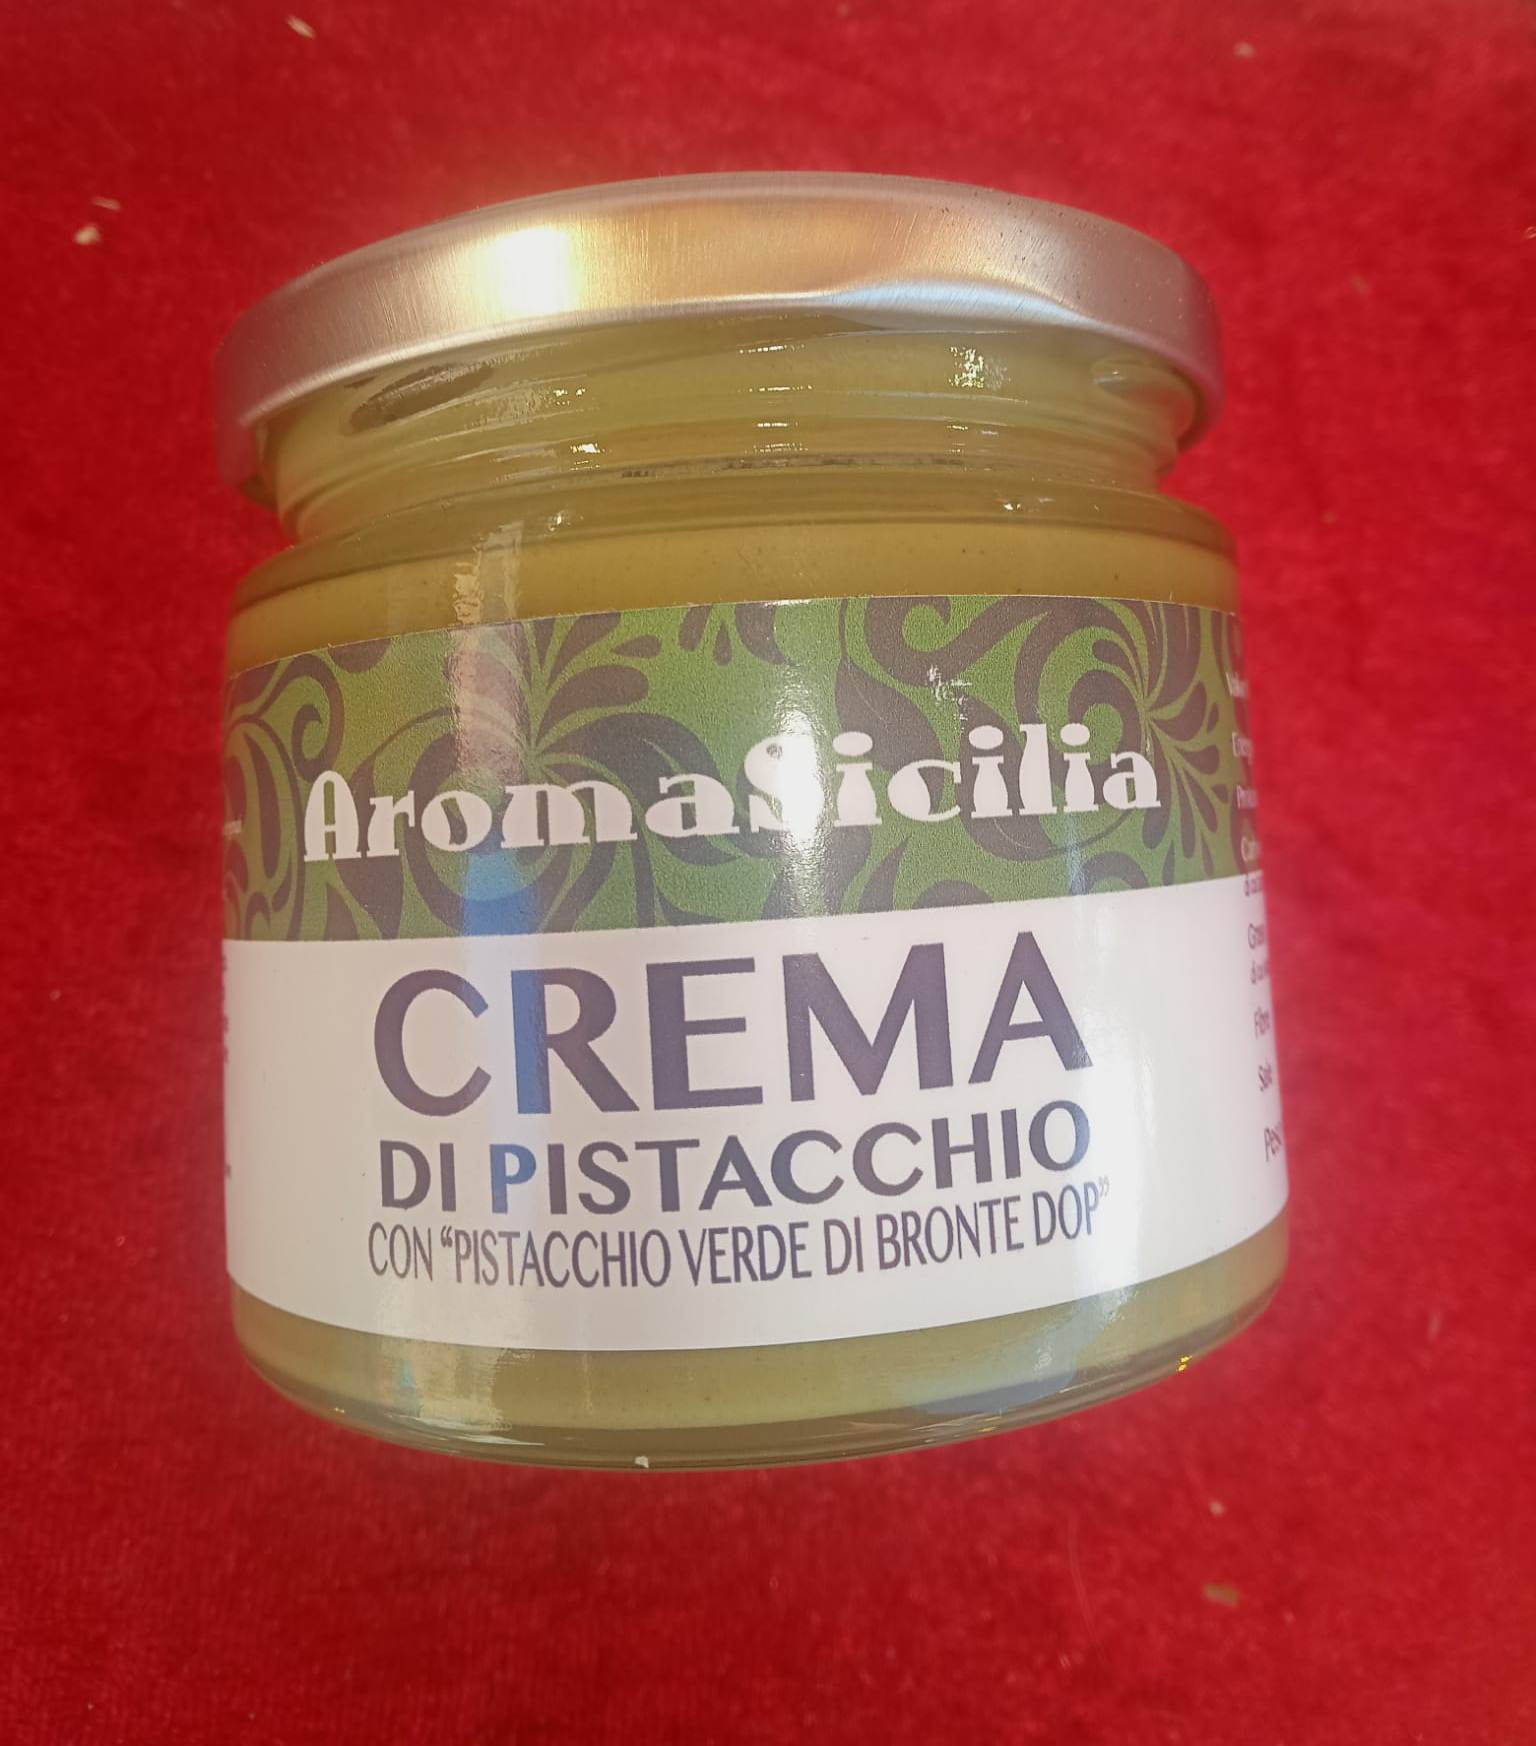 AromaSicilia
CREMA
DI PISTACCHIO
CON “PISTACCHIO VERDE DI BRONTE DOP”